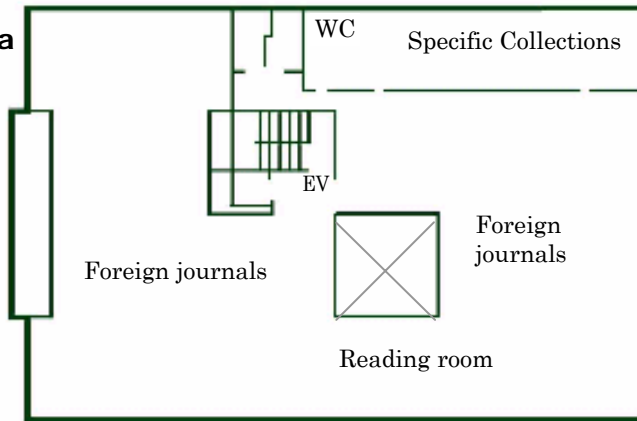 a
WC
Specific Collections
EV
Foreign
journals
Foreign journals
Reading room